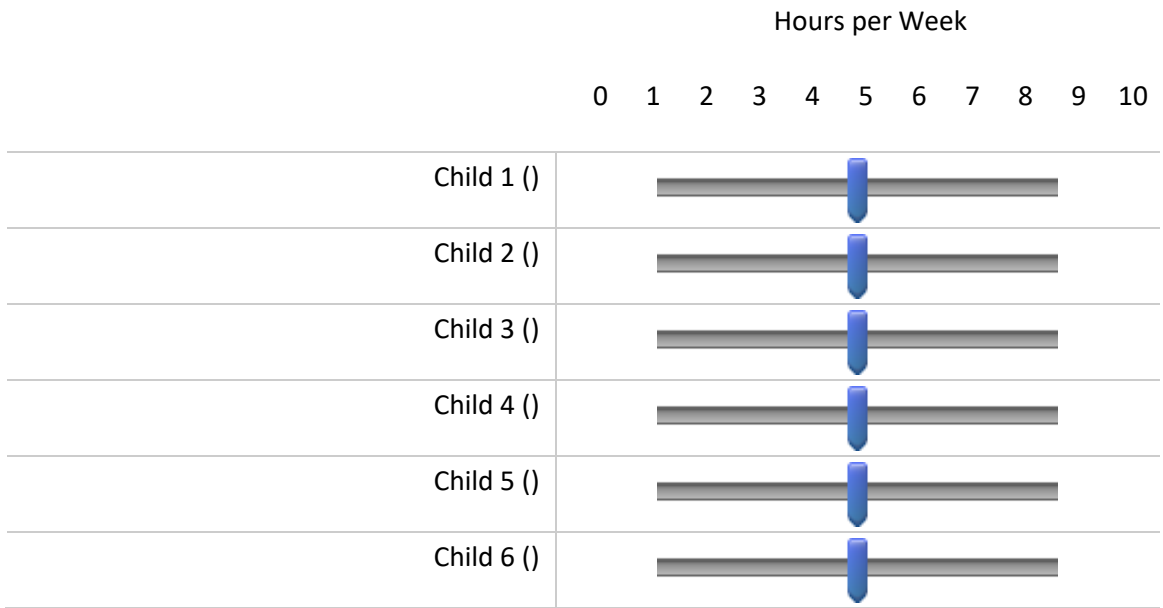 Hours per Week
0 1 2 3 4 5 6 7 8 9 10
Child 1 ()
Child 2 ()
Child 3 ()
Child 4 ()
Child 5 ()
Child 6 ()